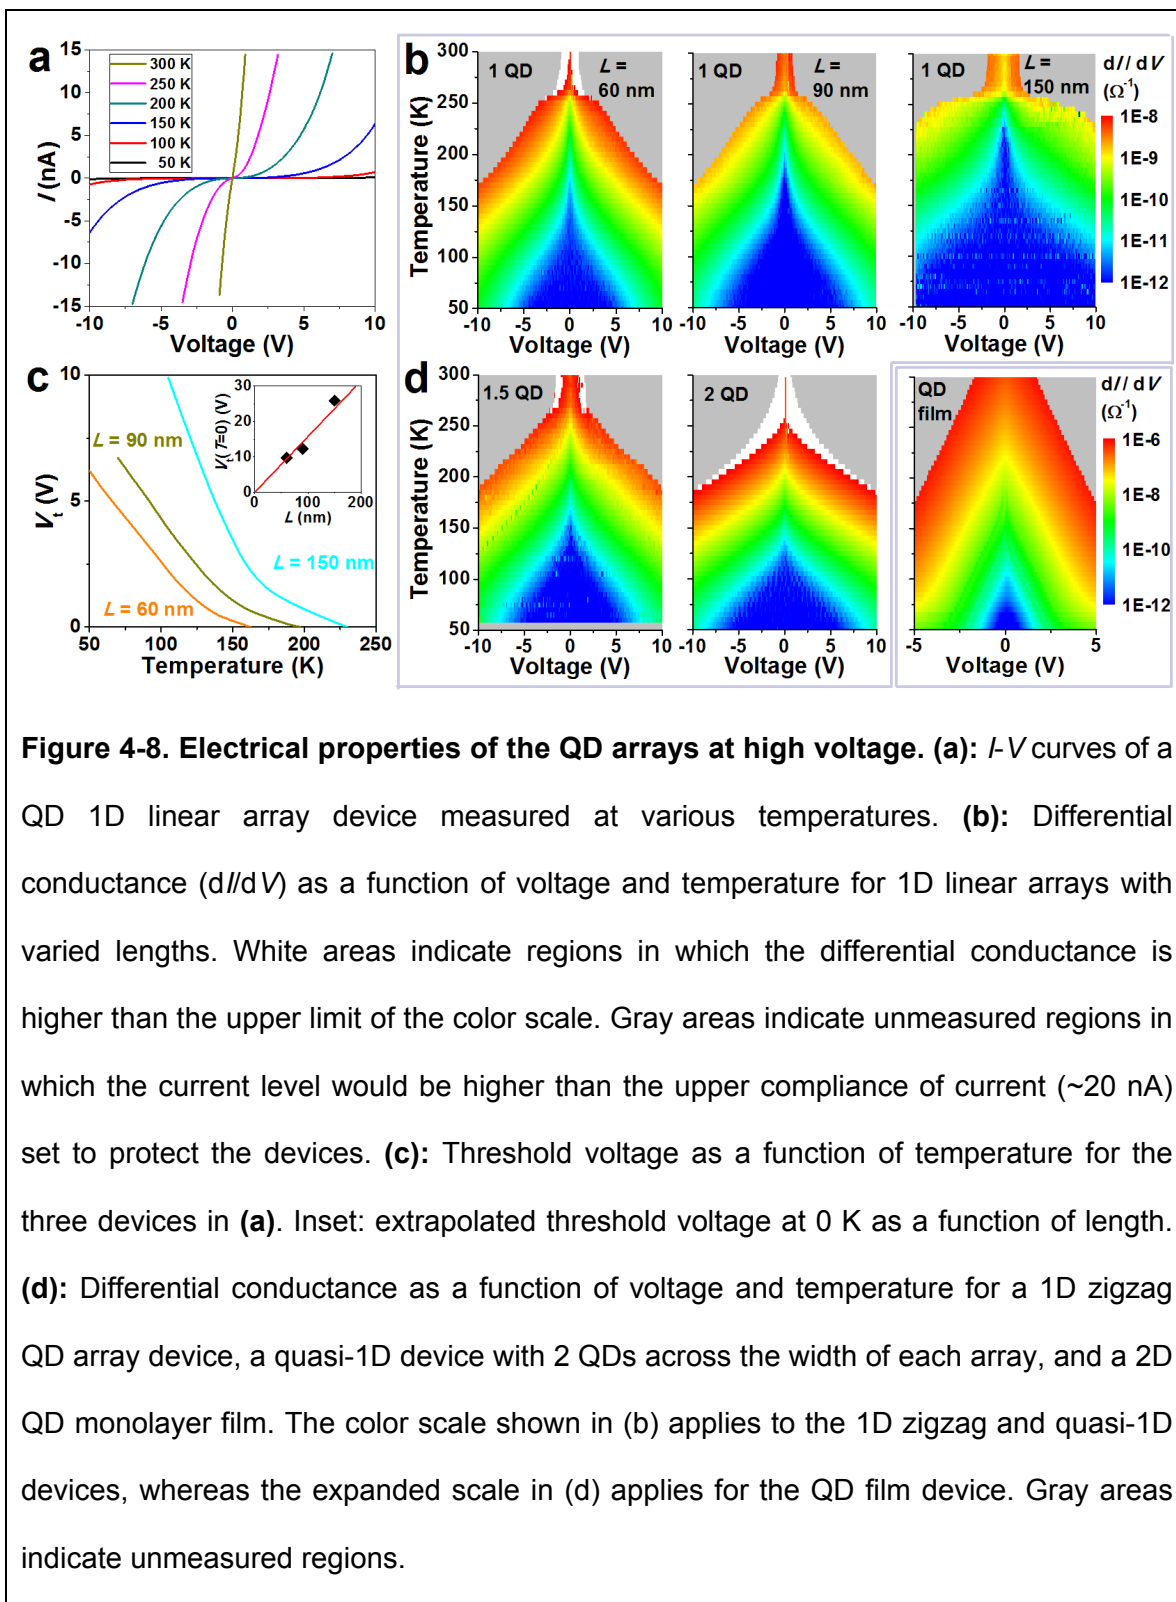 a
15
10
5
0
-5
-10
-15
I (nA)
300 K
250 K
200 K
150 K
100 K
50 K
-10 -5 0 5 10
Voltage (V)
b
300
250
200
150
100
50
Temperature (K)
1 QD L = 60 nm
-10 -5 0 5 10
Voltage (V)
1 QD L = 90 nm
-10 -5 0 5 10
Voltage (V)
1 QD L = 150 nm
-10 -5 0 5 10
Voltage (V)
dI/ dV
(Ω-1)
1E-8
1E-9
1E-10
1E-11
1E-12
c
10
5
0
Vt (V)
L = 90 nm
L = 60 nm
L = 150 nm
50 100 150 200 250
Temperature (K)
30
20
10
0
Vt(T=0) (V)
0 100 200
L (nm)
d
300
250
200
150
100
50
Temperature (K)
1.5 QD
-10 -5 0 5 10
Voltage (V)
2 QD
-10 -5 0 5 10
Voltage (V)
QD
film
-5 0 5
Voltage (V)
dI/ dV
(Ω-1)
1E-6
1E-8
1E-10
1E-12
Figure 4-8. Electrical properties of the QD arrays at high voltage. (a): I-V curves of a
QD 1D linear array device measured at various temperatures. (b): Differential
conductance (dI/dV) as a function of voltage and temperature for 1D linear arrays with
varied lengths. White areas indicate regions in which the differential conductance is
higher than the upper limit of the color scale. Gray areas indicate unmeasured regions in
which the current level would be higher than the upper compliance of current (~20 nA)
set to protect the devices. (c): Threshold voltage as a function of temperature for the
three devices in (a). Inset: extrapolated threshold voltage at 0 K as a function of length.
(d): Differential conductance as a function of voltage and temperature for a 1D zigzag
QD array device, a quasi-1D device with 2 QDs across the width of each array, and a 2D
QD monolayer film. The color scale shown in (b) applies to the 1D zigzag and quasi-1D
devices, whereas the expanded scale in (d) applies for the QD film device. Gray areas
indicate unmeasured regions.